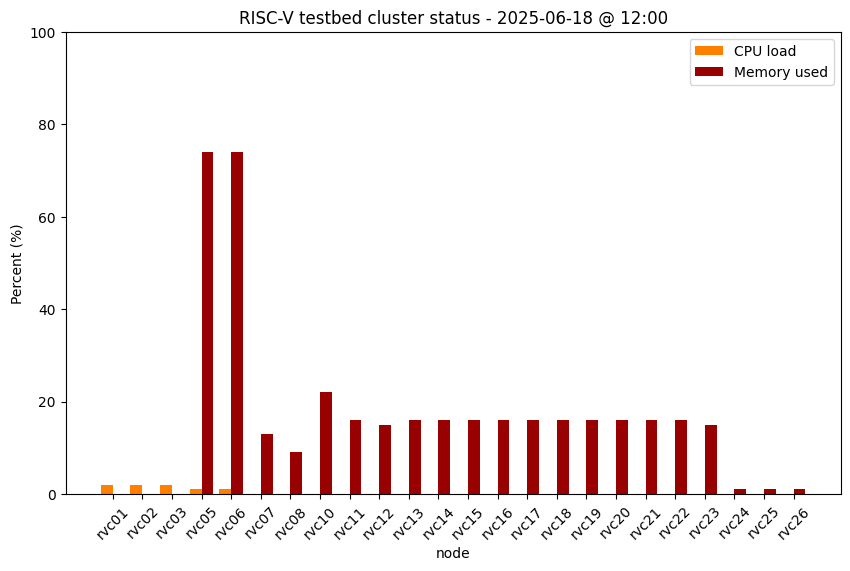 RISC-V testbed cluster status - 2025-06-18 @ 12:00
CPU load
Memory used
Percent (%)
100
80
60
40
20
0
rvc01 rvc02 rvc03 rvc05 rvc06 rvc07 rvc08 rvc10 rvc11 rvc12 rvc13 rvc14 rvc15 rvc16 rvc17 rvc18 rvc19 rvc20 rvc21 rvc22 rvc23 rvc24 rvc25 rvc26
node